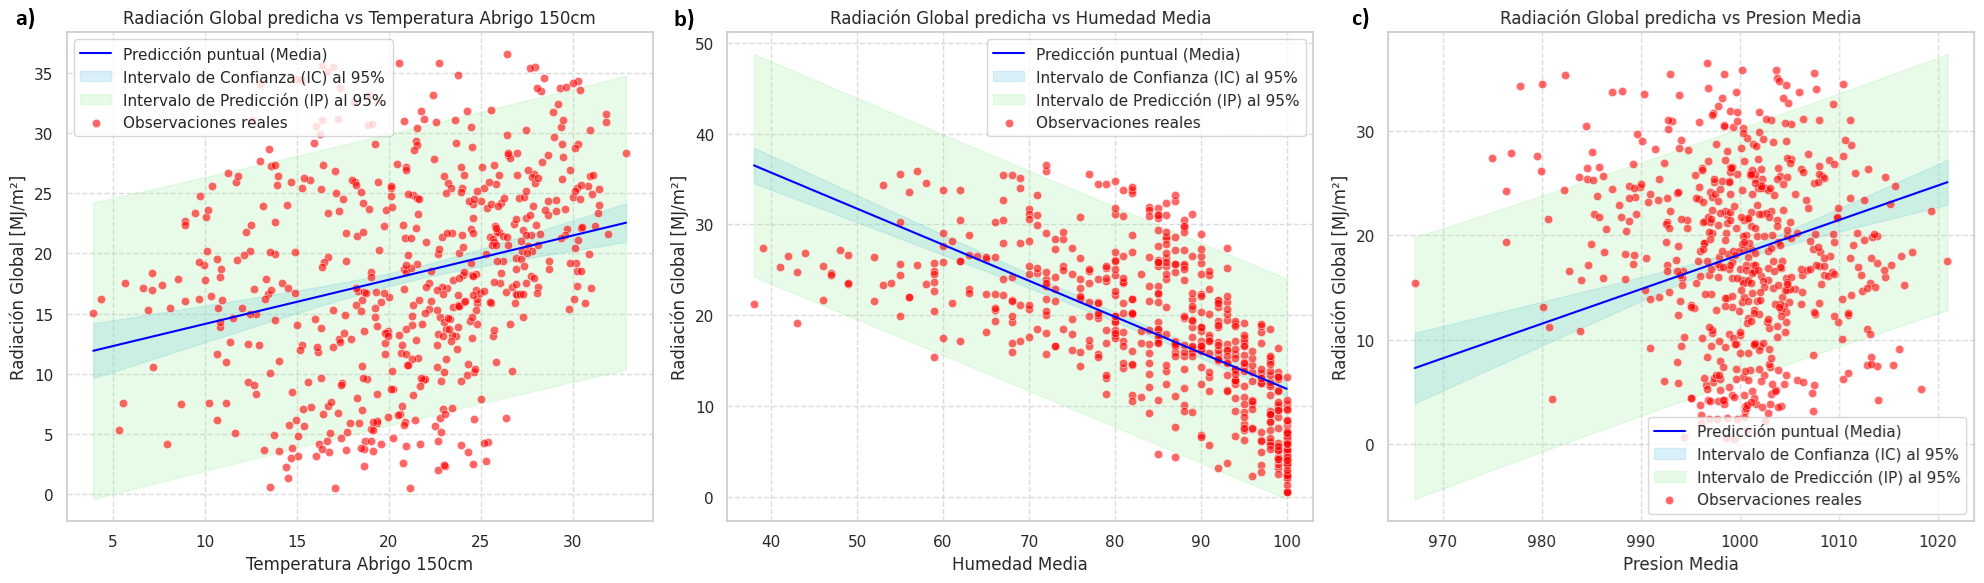 a)
Radiación Global predicha vs Temperatura Abrigo 150cm
Predicción puntual (Media)
Intervalo de Confianza (IC) al 95%
Intervalo de Predicción (IP) al 95%
Observaciones reales
Radiación Global [MJ/m²]
35
30
25
20
15
10
5
0
5
10
15
20
25
30
Temperatura Abrigo 150cm
b)
Radiación Global predicha vs Humedad Media
Predicción puntual (Media)
Intervalo de Confianza (IC) al 95%
Intervalo de Predicción (IP) al 95%
Observaciones reales
Radiación Global [MJ/m²]
50
40
30
20
10
0
40
50
60
70
80
90
100
Humedad Media
c)
Radiación Global predicha vs Presion Media
Radiación Global [MJ/m²]
30
20
10
0
Predicción puntual (Media)
Intervalo de Confianza (IC) al 95%
Intervalo de Predicción (IP) al 95%
Observaciones reales
970
980
990
1000
1010
1020
Presion Media